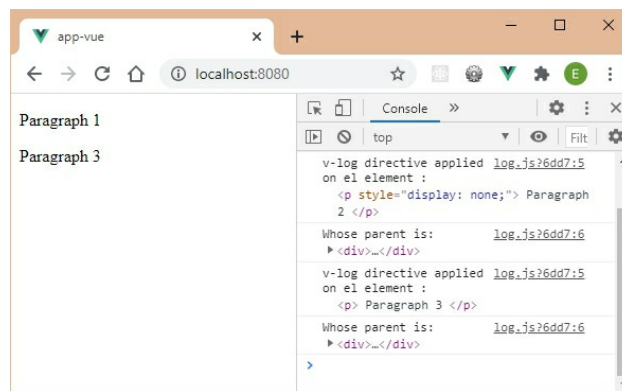 app-vue
localhost:8080
E
Paragraph 1
Paragraph 3
Console
top
Filt
v-log directive applied log.js?6dd7:5
on el element :
<p style="display: none;"> Paragraph
2 </p>
Whose parent is: log.js?6dd7:6
<div>…</div>
v-log directive applied log.js?6dd7:5
on el element :
<p> Paragraph 3 </p>
Whose parent is: log.js?6dd7:6
<div>…</div>